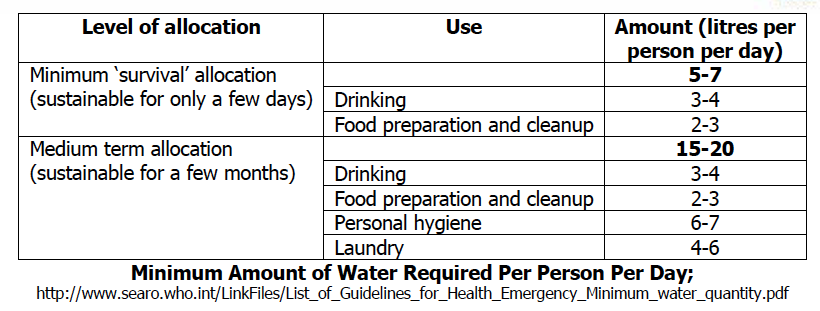 Level of allocation Use Amount (litres per
person per day)
Minimum ‘survival’ allocation 5-7
(sustainable for only a few days) Drinking 3-4
Food preparation and cleanup 2-3
Medium term allocation 15-20
(sustainable for a few months) Drinking 3-4
Food preparation and cleanup 2-3
Personal hygiene 6-7
Laundry 4-6
Minimum Amount of Water Required Per Person Per Day;
http://www.searo.who.int/LinkFiles/List_of_Guidelines_for_Health_Emergency_Minimum_water_quantity.pdf